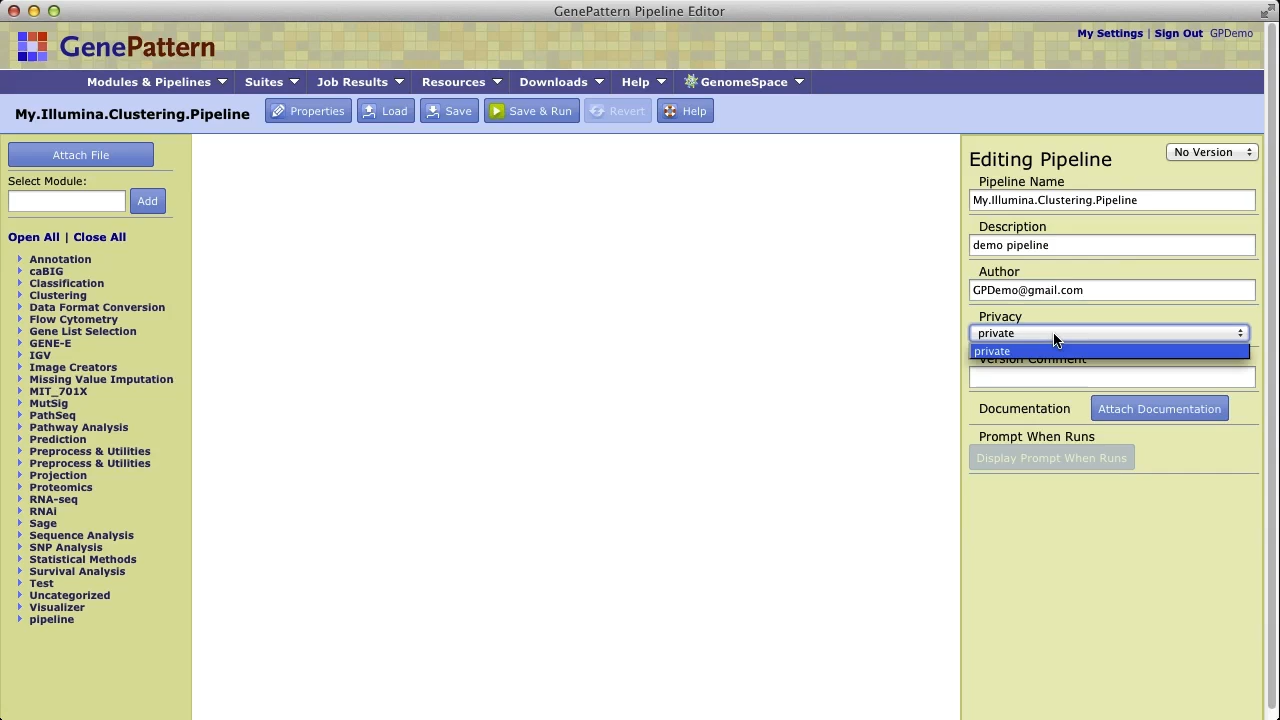 GenePattern Pipeline Editor
GenePattern
My Settings | Sign Out GPDemo
Modules & Pipelines Suites Job Results Resources Downloads Help GenomeSpace
My.Illumina.Clustering.Pipeline Properties Load Save Save & Run Revert Help
Attach File
Select Module:
Add
Open All | Close All
Annotation
caBIG
Classification
Clustering
Data Format Conversion
Flow Cytometry
Gene List Selection
GENE-E
IGV
Image Creators
Missing Value Imputation
MIT_701X
MutSig
PathSeq
Pathway Analysis
Prediction
Preprocess & Utilities
Preprocess & Utilities
Projection
Proteomics
RNA-seq
RNAi
Sage
Sequence Analysis
SNP Analysis
Statistical Methods
Survival Analysis
Test
Uncategorized
Visualizer
pipeline
No Version
Editing Pipeline
Pipeline Name
My.Illumina.Clustering.Pipeline
Description
demo pipeline
Author
GPDemo@gmail.com
Privacy
private
private
Version Comment
Documentation Attach Documentation
Prompt When Runs
Display Prompt When Runs